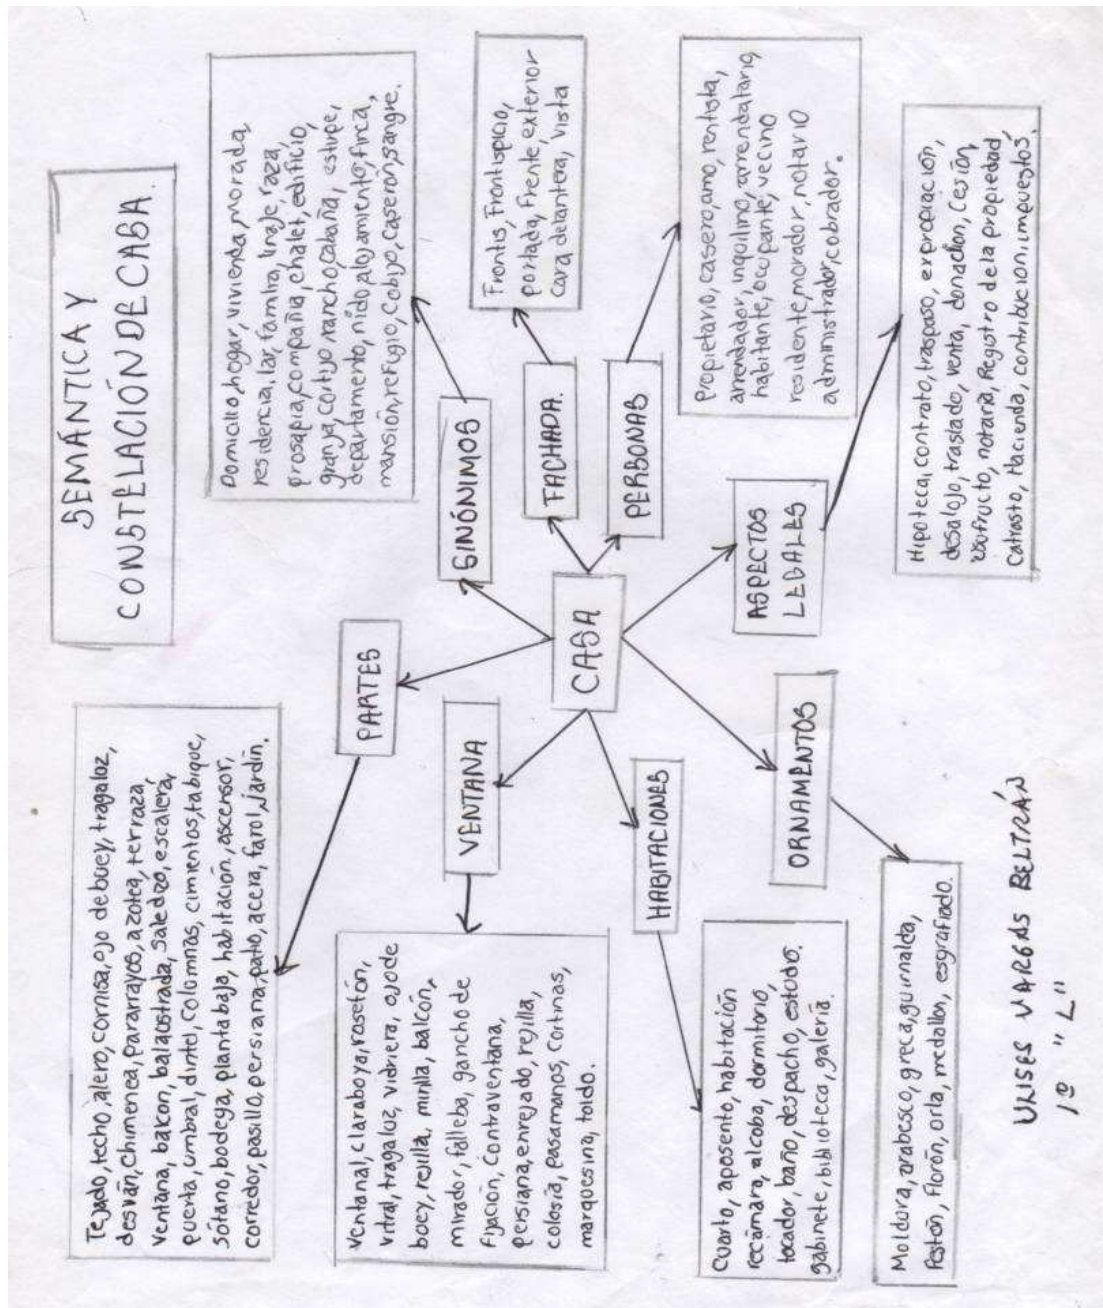 SEMÁNTICA Y
CONSTELACIÓN DE CASA.
Tejado, techo, alero, cornisa, ojo de buey, tragaluz,
desván, chimenea, pararrayos, azotea, terraza
ventana, balcon, balaustrada, saledizo, escalera,
puerta, umbral, dintel, columnas, cimientos, tabique,
sótano, bodega, planta baja, habitación, ascensor,
corredor, pasillo, persiana, patio, acera, farol, Jardín.
PARTES
Domicilio, hogar, vivienda, morada,
residencia, lar, familia, linaje, raza
prosapia, compañía, chalet, edificio,
granja, cortijo, rancho, cabaña, estirpe,
departamento, nido, alojamiento, finca,
mansión, refugio, Cobijo, Caserón, sangre.
SINÓNIMOS
Ventanal, claraboya, rosetón,
vitral, tragaluz, vidriera, ojo de
buey, rejilla, mirilla, balcón,
mirador, falleba, gancho de
fijación, contraventana,
persiana, enrejado, rejilla,
colosia, pasamanos, Cortinas,
marquesina, toldo.
VENTANA
FACHADA.
Frontis, Frontispicio,
portada, Frente, exterior
Cara delantera, vista
CASA
Cuarto, aposento, habitación
recámara, alcoba, dormitorio,
tocador, baño, despacho, estudio,
gabinete, biblioteca, galería.
HABITACIONES
PERSONAS
Propietario, casero, amo, rentista,
arrendador, inquilino, arrendatario,
habitante, ocupante, vecino
residente, morador, notario
administrador, cobrador.
Moldura, arabesco, greca, guirnalda,
Festón, florón, orla, medallon, esgrafiado.
ORNAMENTOS
ASPECTOS
LEGALES
Hipoteca, contrato, traspaso, expropiación,
desalojo, traslado, venta, donación, Cesión,
usufructo, notaría, Registro de la propiedad
Catrasto, Hacienda, contribucion, impuestos.
ULISES VARGAS BELTRÁN
1º "L"